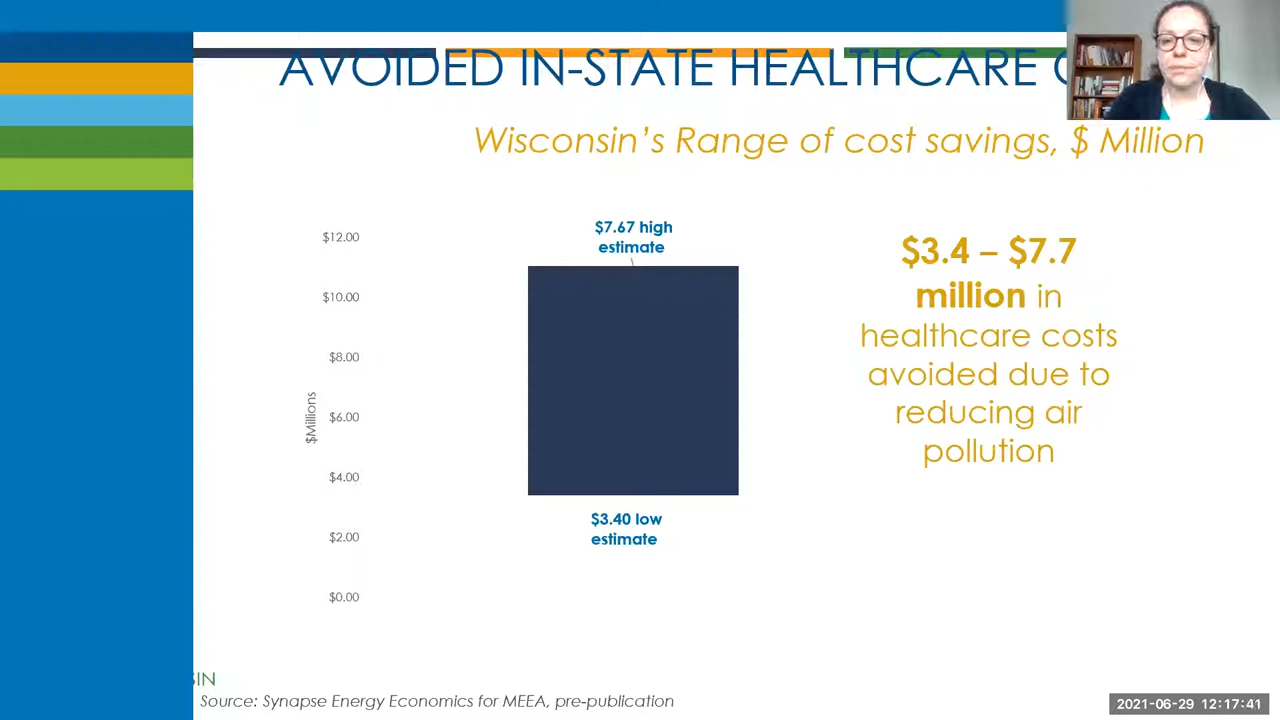 AVOIDED IN-STATE HEALTHCARE
Wisconsin's Range of cost savings, $ Million
$12.00
$10.00
$8.00
$6.00
$4.00
$2.00
$0.00
$Millions
$7.67 high
estimate
$3.40 low
estimate
$3.4 – $7.7
million in
healthcare costs
avoided due to
reducing air
pollution
SIN
Source: Synapse Energy Economics for MEEA, pre-publication
2021-06-29 12:17:41